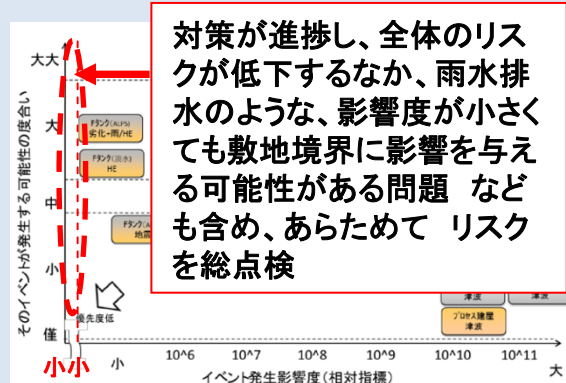 対策が進捗し、全体のリス
クが低下するなか、雨水排
水のような、影響度が小さく
ても敷地境界に影響を与え
る可能性がある問題 など
も含め、あらためて リスク
を総点検
そのイベントが発生する可能性の度合い
大大
大
中
小
僅
Fタンク(ALPS)
劣化+雨/HE
Fタンク(淡水)
HE
Fタンク(A
地震
優先度低
津波
津波
プロセス建屋
津波
小小
小
10^6
10^7
10^8
10^9
10^10
10^11
大
イベント発生影響度(相対指標)